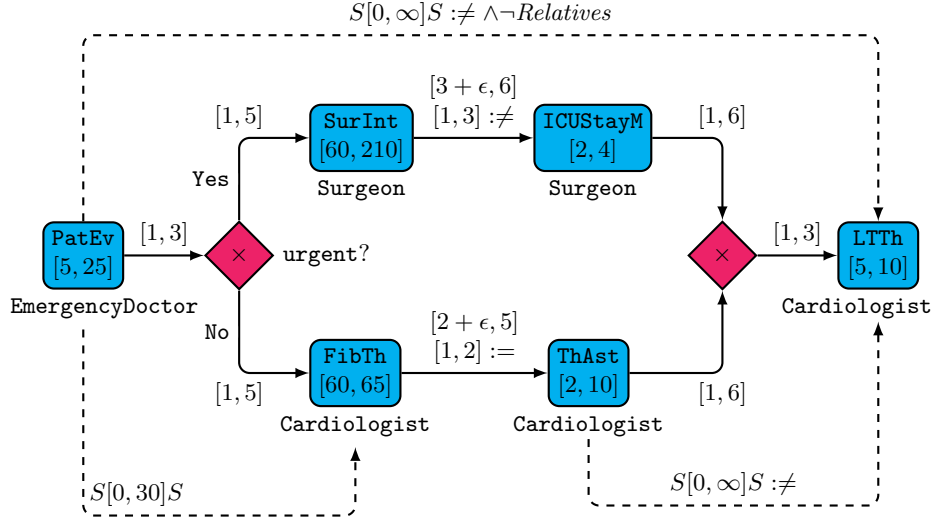 S[0, ∞]S :≠ ∧¬Relatives
[3 + ϵ, 6]
[1, 5]
[1, 3] :≠
[1, 6]
SurInt
[60, 210]
ICUStayM
[2, 4]
Surgeon
Surgeon
Yes
PatEv
[5, 25]
[1, 3]
×
urgent?
×
[1, 3]
LTTh
[5, 10]
EmergencyDoctor
Cardiologist
No
[2 + ϵ, 5]
[1, 2] :=
FibTh
[60, 65]
ThAst
[2, 10]
[1, 5]
[1, 6]
Cardiologist
Cardiologist
S[0, 30]S
S[0, ∞]S :≠